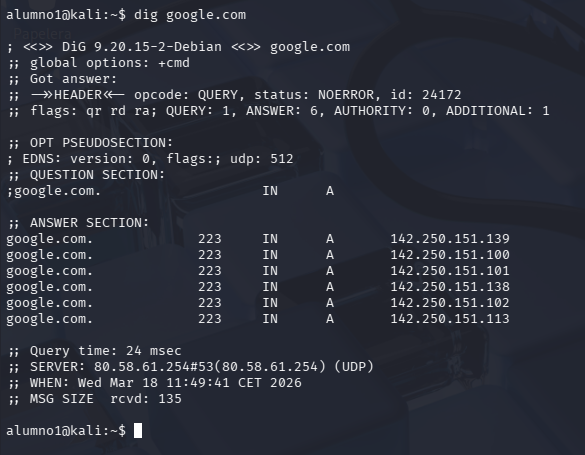 alumno1@kali:~$ dig google.com

; <<>> DiG 9.20.15-2-Debian <<>> google.com
;; global options: +cmd
;; Got answer:
;; ->>HEADER<<- opcode: QUERY, status: NOERROR, id: 24172
;; flags: qr rd ra; QUERY: 1, ANSWER: 6, AUTHORITY: 0, ADDITIONAL: 1

;; OPT PSEUDOSECTION:
; EDNS: version: 0, flags:; udp: 512
;; QUESTION SECTION:
;google.com.                    IN      A

;; ANSWER SECTION:
google.com.             223     IN      A       142.250.151.139
google.com.             223     IN      A       142.250.151.100
google.com.             223     IN      A       142.250.151.101
google.com.             223     IN      A       142.250.151.138
google.com.             223     IN      A       142.250.151.102
google.com.             223     IN      A       142.250.151.113

;; Query time: 24 msec
;; SERVER: 80.58.61.254#53(80.58.61.254) (UDP)
;; WHEN: Wed Mar 18 11:49:41 CET 2026
;; MSG SIZE  rcvd: 135

alumno1@kali:~$